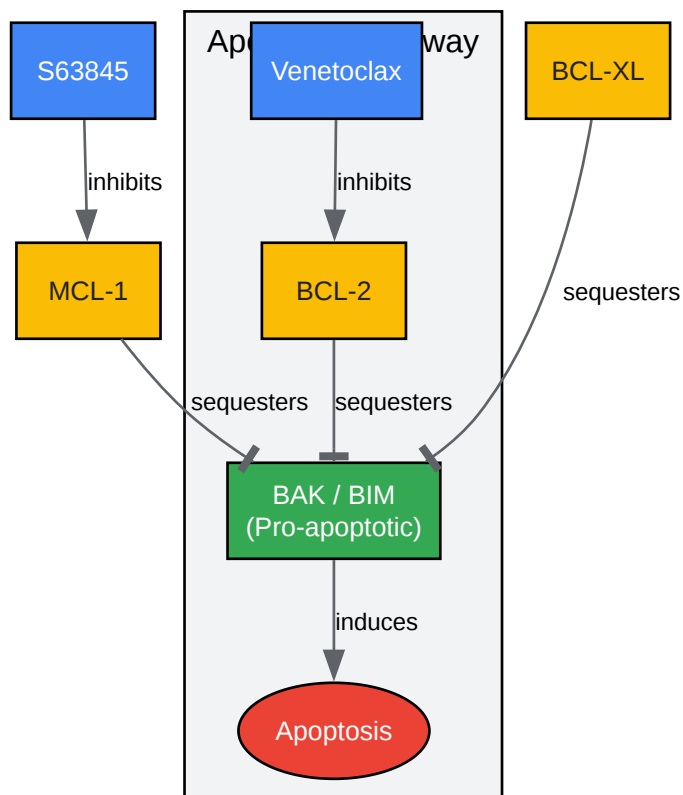 S63845
Venetoclax
way
BCL-XL
inhibits
inhibits
MCL-1
BCL-2
sequesters
sequesters
sequesters
BAK / BIM
(Pro-apoptotic)
induces
Apoptosis